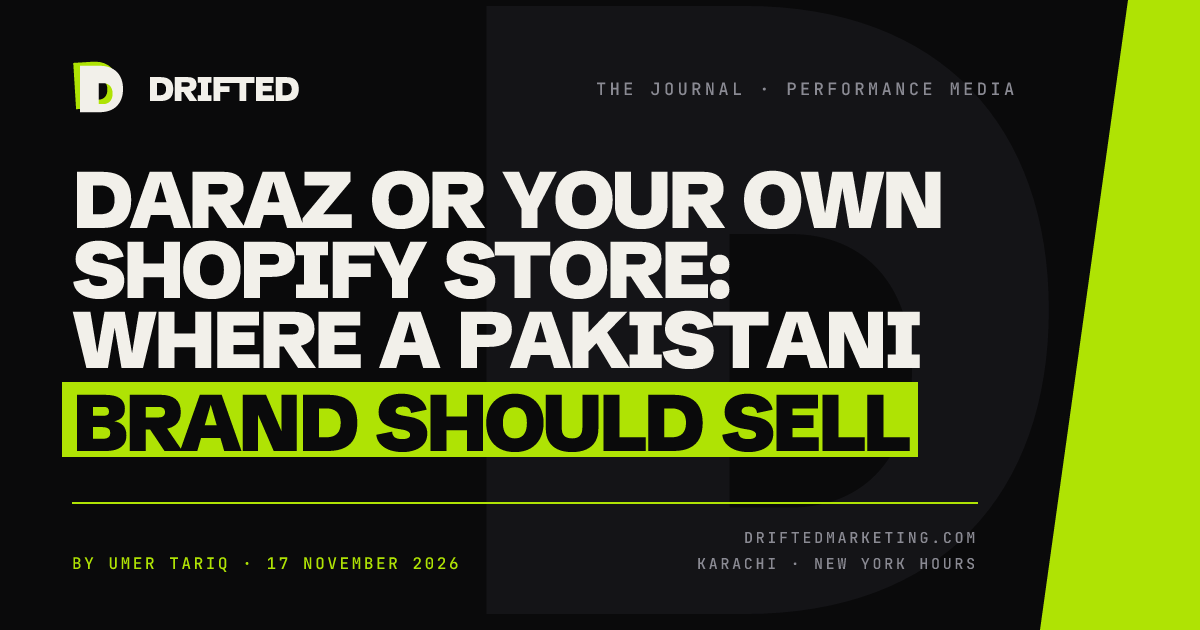 DRIFTED
THE JOURNAL · PERFORMANCE MEDIA
DARAZ OR YOUR OWN
SHOPIFY STORE:
WHERE A PAKISTANI
BRAND SHOULD SELL
DRIFTEDMARKETING.COM
BY UMER TARIQ · 17 NOVEMBER 2026
KARACHI · NEW YORK HOURS